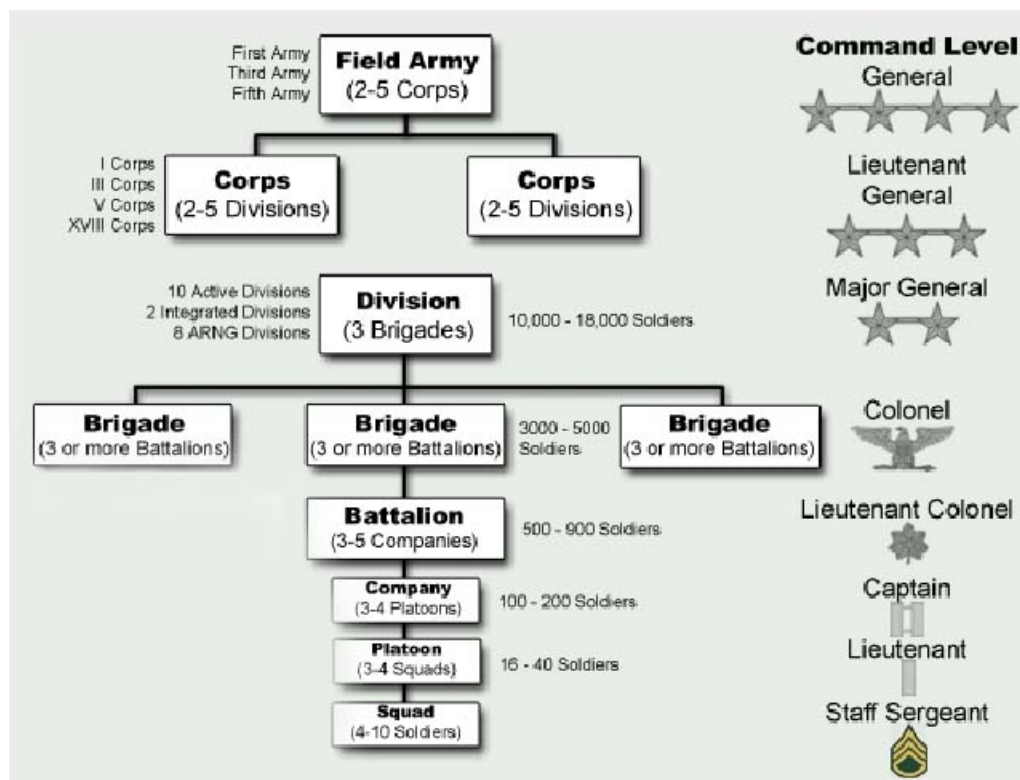 First Army
Third Army
Fifth Army
Field Army
(2-5 Corps)
Command Level
General
I Corps
III Corps
V Corps
XVIII Corps
Corps
(2-5 Divisions)
Corps
(2-5 Divisions)
Lieutenant
General
10 Active Divisions
2 Integrated Divisions
8 ARNG Divisions
Division
(3 Brigades)
10,000 - 18,000 Soldiers
Major General
Brigade
(3 or more Battalions)
Brigade
(3 or more Battalions)
3000 - 5000
Soldiers
Brigade
(3 or more Battalions)
Colonel
Battalion
(3-5 Companies)
500 - 900 Soldiers
Lieutenant Colonel
Company
(3-4 Platoons)
100 - 200 Soldiers
Captain
Platoon
(3-4 Squads)
16 - 40 Soldiers
Lieutenant
Squad
(4-10 Soldiers)
Staff Sergeant